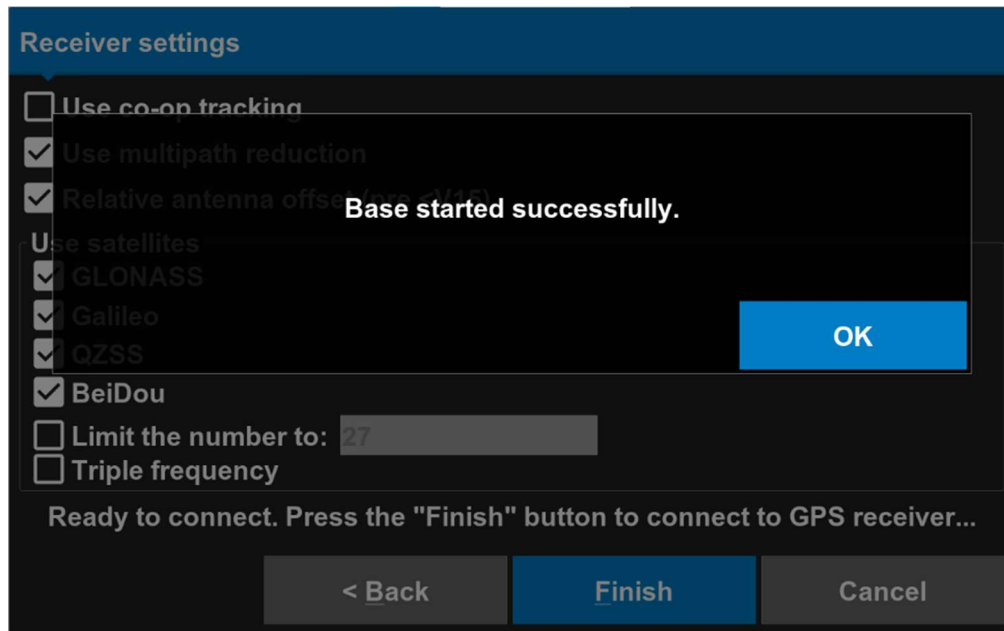 Receiver settings
Use co-op tracking
Use multipath reduction
Relative antenna offset (pre <V15)
Base started successfully.
Use satellites
GLONASS
Galileo
OK
QZSS
BeiDou
Limit the number to: 27
Triple frequency
Ready to connect. Press the "Finish" button to connect to GPS receiver...
< Back
Finish
Cancel